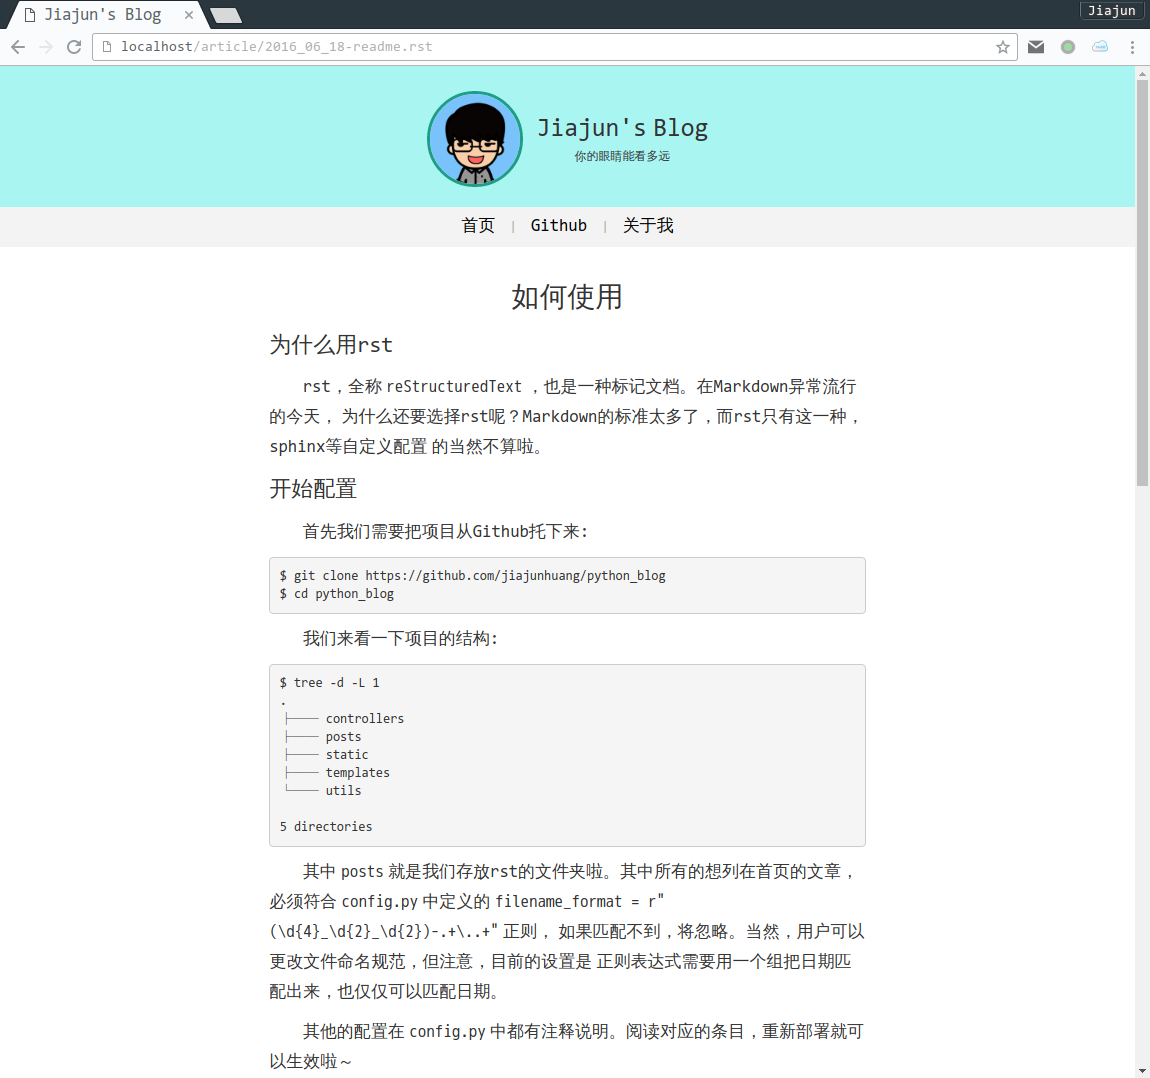 Jiajun's Blog
Jiajun
localhost/article/2016_06_18-readme.rst
Jiajun's Blog
你的眼睛能看多远
首页 | Github | 关于我
如何使用
为什么用rst
rst，全称 reStructuredText ，也是一种标记文档。在Markdown异常流行
的今天， 为什么还要选择rst呢？Markdown的标准太多了，而rst只有这一种，
sphinx等自定义配置 的当然不算啦。
开始配置
首先我们需要把项目从Github托下来:
$ git clone https://github.com/jiajunhuang/python_blog
$ cd python_blog
我们来看一下项目的结构:
$ tree -d -L 1
.
├── controllers
├── posts
├── static
├── templates
└── utils
5 directories
其中 posts 就是我们存放rst的文件夹啦。其中所有的想列在首页的文章，
必须符合 config.py 中定义的 filename_format = r"
(\d{4}_\d{2}_\d{2})-.+\..+" 正则， 如果匹配不到，将忽略。当然，用户可以
更改文件命名规范，但注意，目前的设置是 正则表达式需要用一个组把日期匹
配出来，也仅仅可以匹配日期。
其他的配置在 config.py 中都有注释说明。阅读对应的条目，重新部署就可
以生效啦～